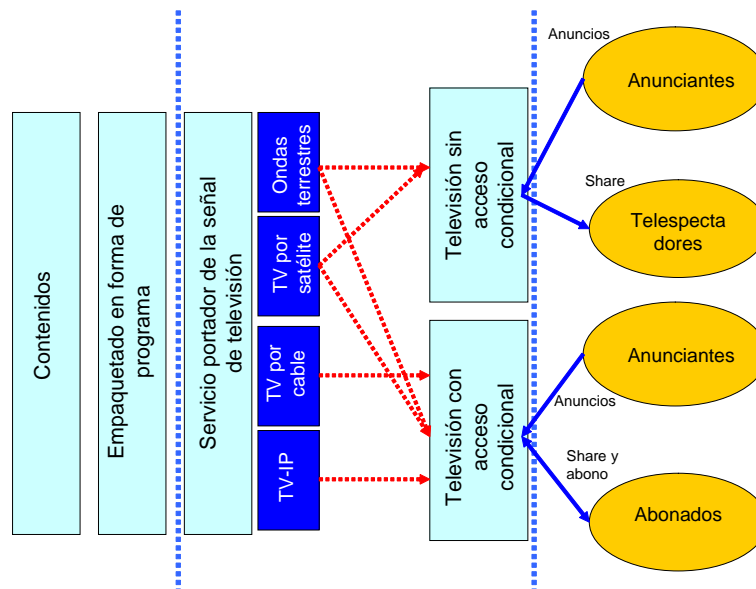 Contenidos
Empaquetado en forma de
programa
Servicio portador de la señal
de televisión
Ondas
terrestres
TV por
satélite
TV por
cable
TV-IP
Televisión sin
acceso
condicional
Televisión con
acceso
condicional
Anuncios
Anunciantes
Share
Telespecta
dores
Anunciantes
Anuncios
Share y
abono
Abonados